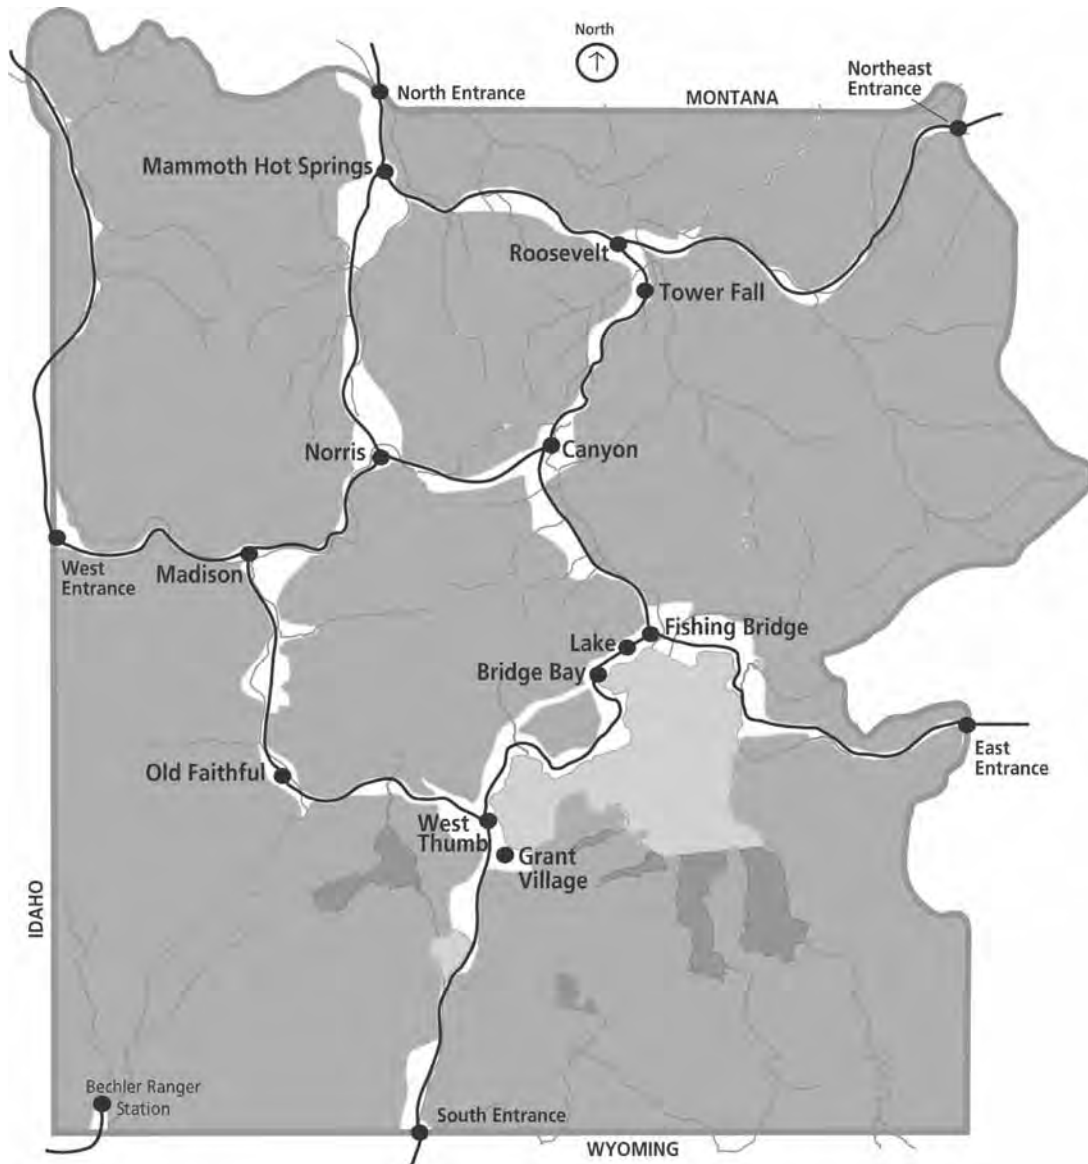 North
Northeast
Entrance
North Entrance
MONTANA
Mammoth Hot Springs
Roosevelt
Tower Fall
Norris
Canyon
West
Entrance
Madison
Fishing Bridge
Lake
Bridge Bay
Old Faithful
East
Entrance
West
Thumb
Grant
Village
IDAHO
Bechler Ranger
Station
South Entrance
WYOMING